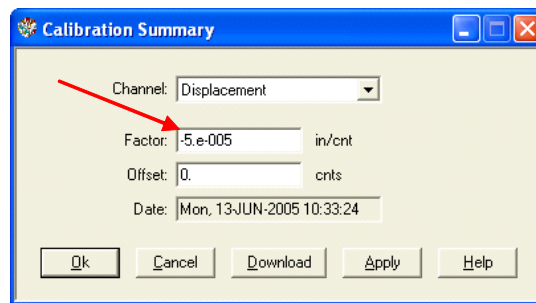 Calibration Summary
Channel: Displacement
Factor: -5.e-005 in/cnt
Offset: 0. cnts
Date: Mon, 13-JUN-2005 10:33:24
Ok Cancel Download Apply Help